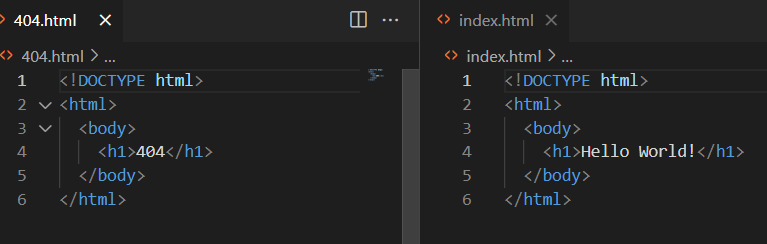 404.html
404.html > ...
1 <!DOCTYPE html>
2 <html>
3 <body>
4 <h1>404</h1>
5 </body>
6 </html>
index.html
index.html > ...
1 <!DOCTYPE html>
2 <html>
3 <body>
4 <h1>Hello World!</h1>
5 </body>
6 </html>